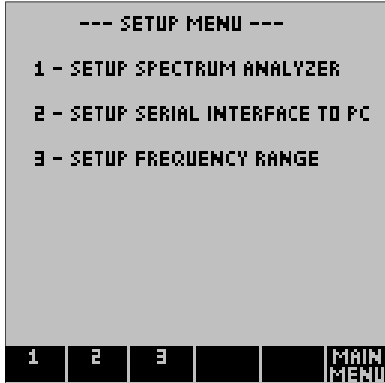 --- SETUP MENU ---
1 - SETUP SPECTRUM ANALYZER
2 - SETUP SERIAL INTERFACE TO PC
3 - SETUP FREQUENCY RANGE
1 2 3 MAIN MENU